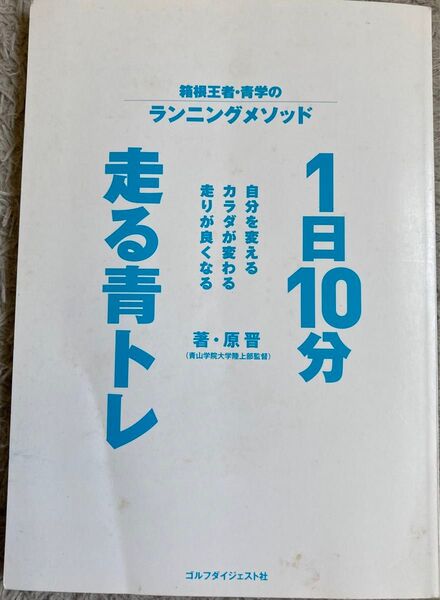 箱根王者・青学の
ランニングメソッド
1日10分
走る青トレ
自分を変える
カラダが変わる
走りが良くなる
著・原晋
(青山学院大学陸上部監督)
ゴルフダイジェスト社